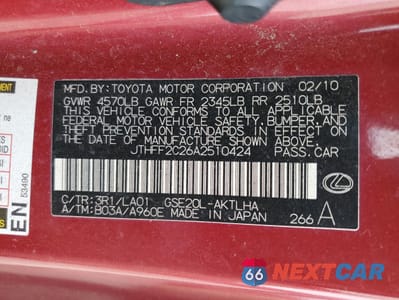 MFD. BY: TOYOTA MOTOR CORPORATION 02/10
GVWR 4570LB GAWR FR 2345LB RR 2510LB
THIS VEHICLE CONFORMS TO ALL APPLICABLE
FEDERAL MOTOR VEHICLE SAFETY, BUMPER, AND
THEFT PREVENTION STANDARDS IN EFFECT ON
THE DATE OF MANUFACTURE SHOWN ABOVE.
JTHFF2C26A2510424 PASS. CAR
C/TR: 3R1/LA01 GSE20L-AKTLHA
A/TM: B03A/A960E MADE IN JAPAN
266 A
EN
53490
66 NEXTCAR